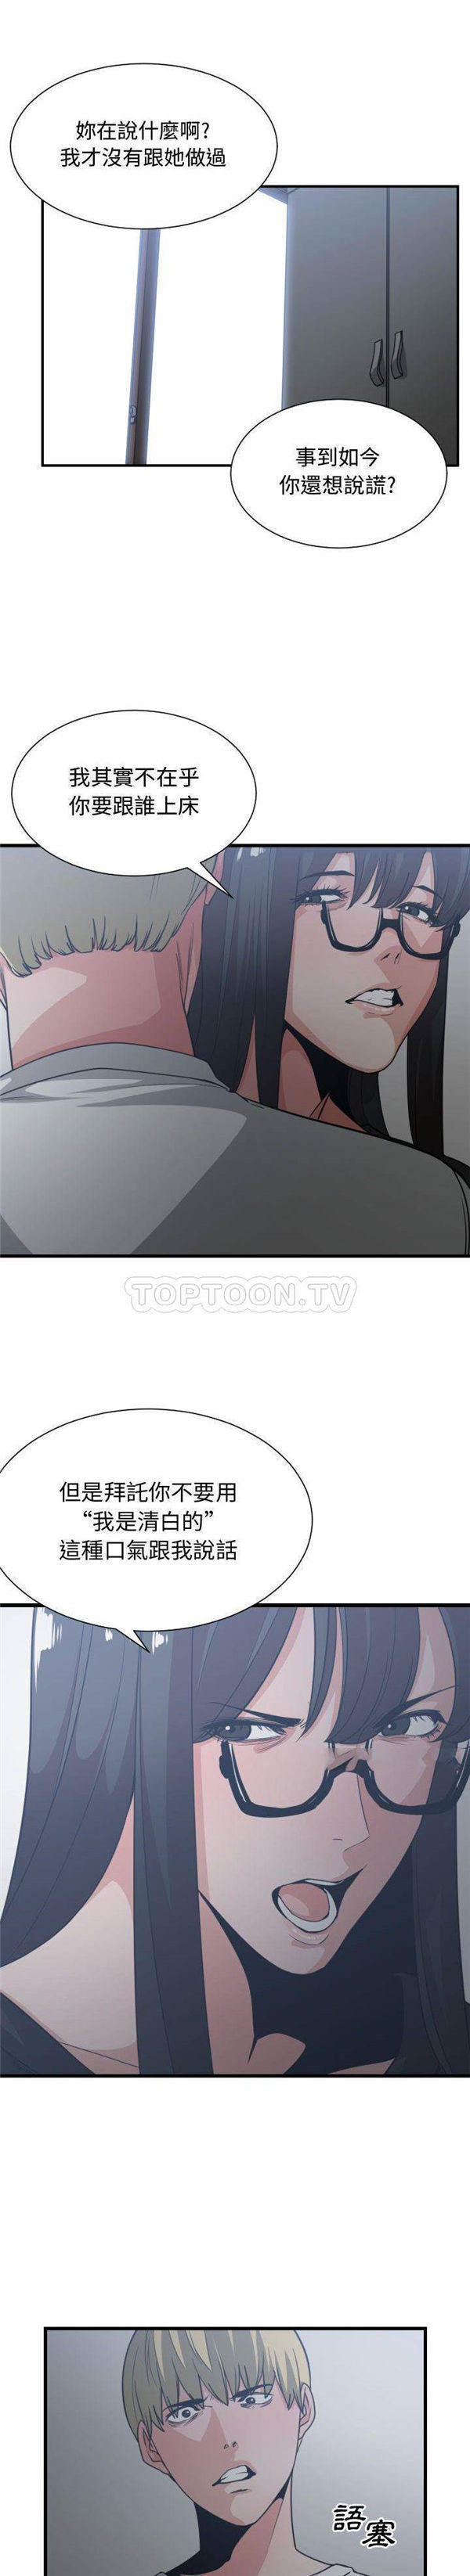 妳在說什麼啊?
我才沒有跟她做過
事到如今
你還想說謊?
我其實不在乎
你要跟誰上床
TOPTOON.TV
但是拜託你不要用
“我是清白的”
這種口氣跟我說話
語塞